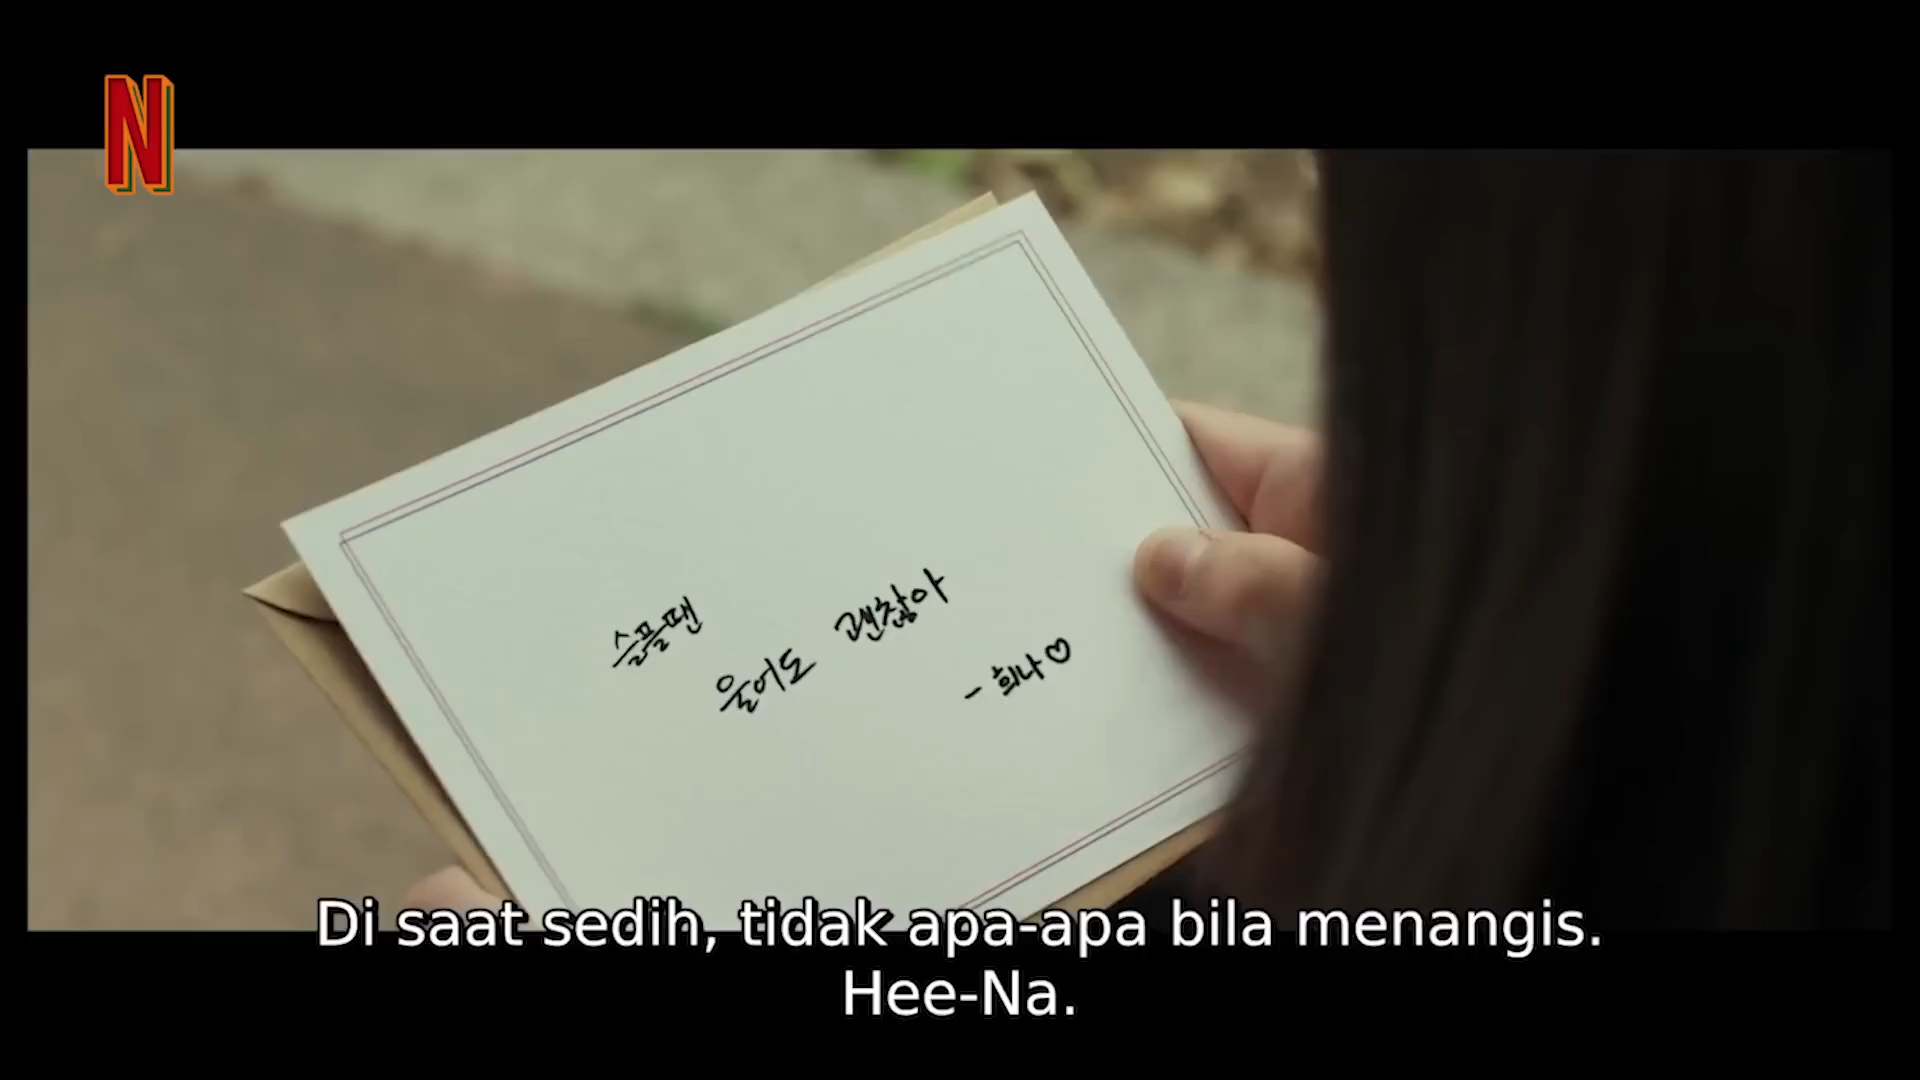 N
슬플땐
울어도 괜찮아
- 희나♡
Di saat sedih, tidak apa-apa bila menangis.
Hee-Na.